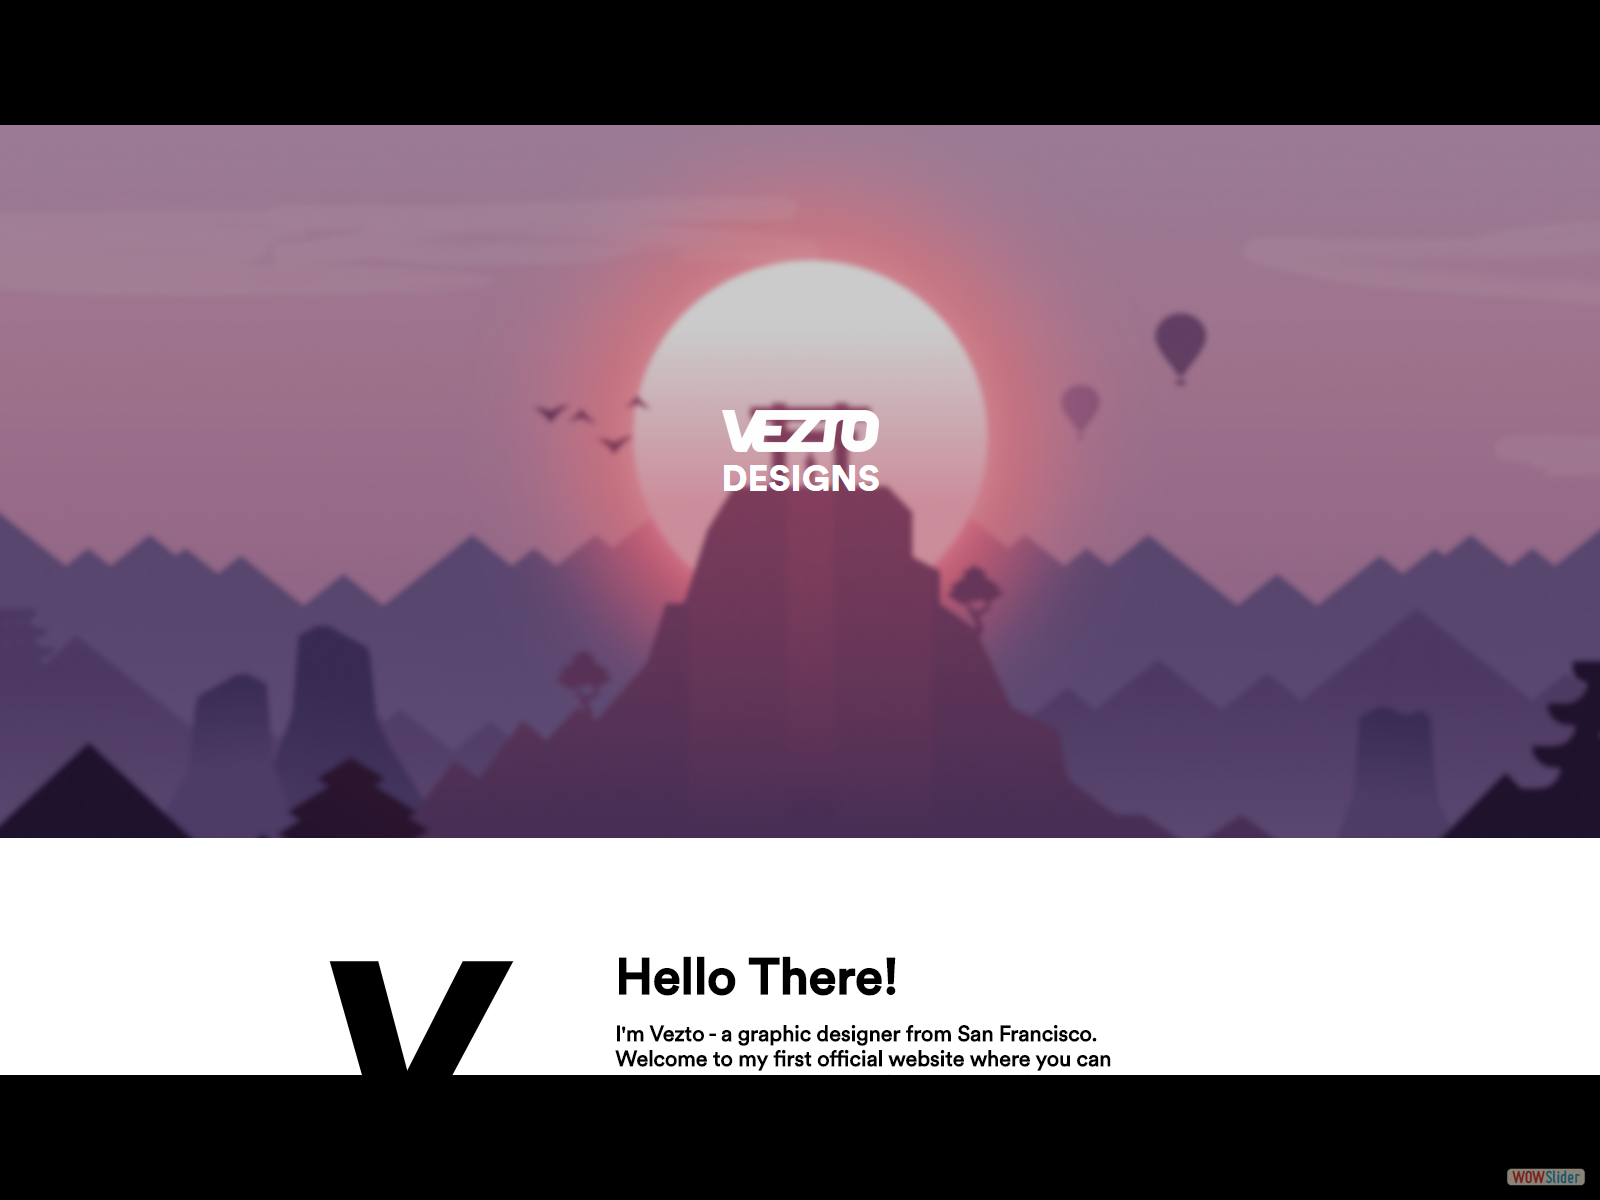 VEZTO
DESIGNS
V
Hello There!
I'm Vezto - a graphic designer from San Francisco.
Welcome to my first official website where you can
WOWSlider